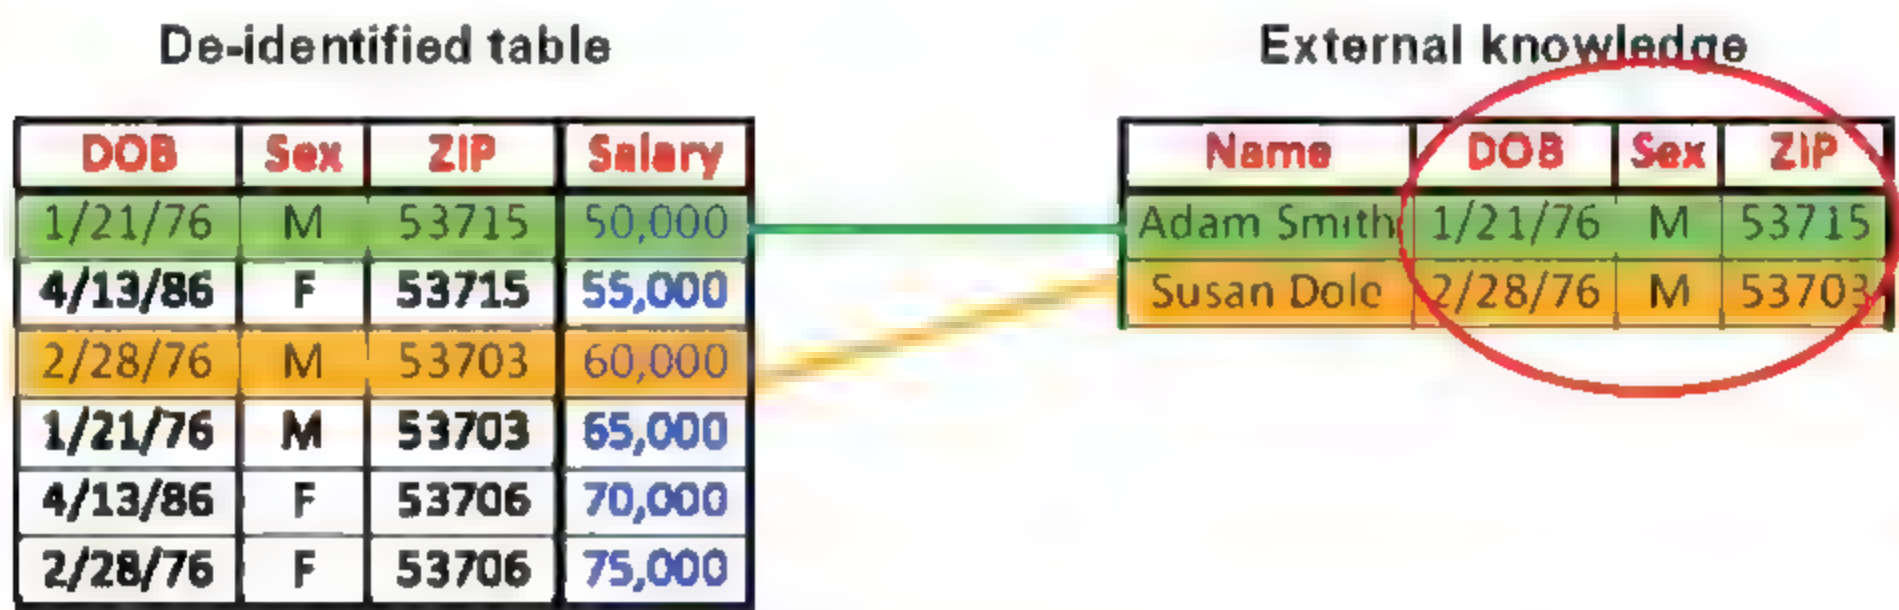 De-identified table
External knowledge
DOB Sex ZIP Salary
1/21/76 M 53715 50,000
4/13/86 F 53715 55,000
2/28/76 M 53703 60,000
1/21/76 M 53703 65,000
4/13/86 F 53706 70,000
2/28/76 F 53706 75,000
Name DOB Sex ZIP
Adam Smith 1/21/76 M 53715
Susan Dole 2/28/76 M 53703